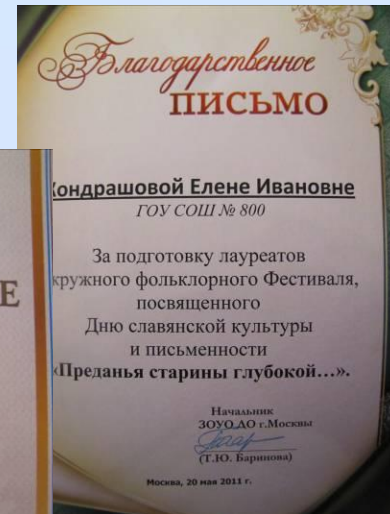 Благодарственное
ПИСЬМО
Кондрашовой Елене Ивановне
ГОУ СОШ № 800
За подготовку лауреатов
кружного фольклорного Фестиваля,
посвященного
Дню славянской культуры
и письменности
«Преданья старины глубокой…».
Начальник
ЗОУО ДО г.Москвы
(Т.Ю. Баринова)
Москва, 20 мая 2011 г.
Е